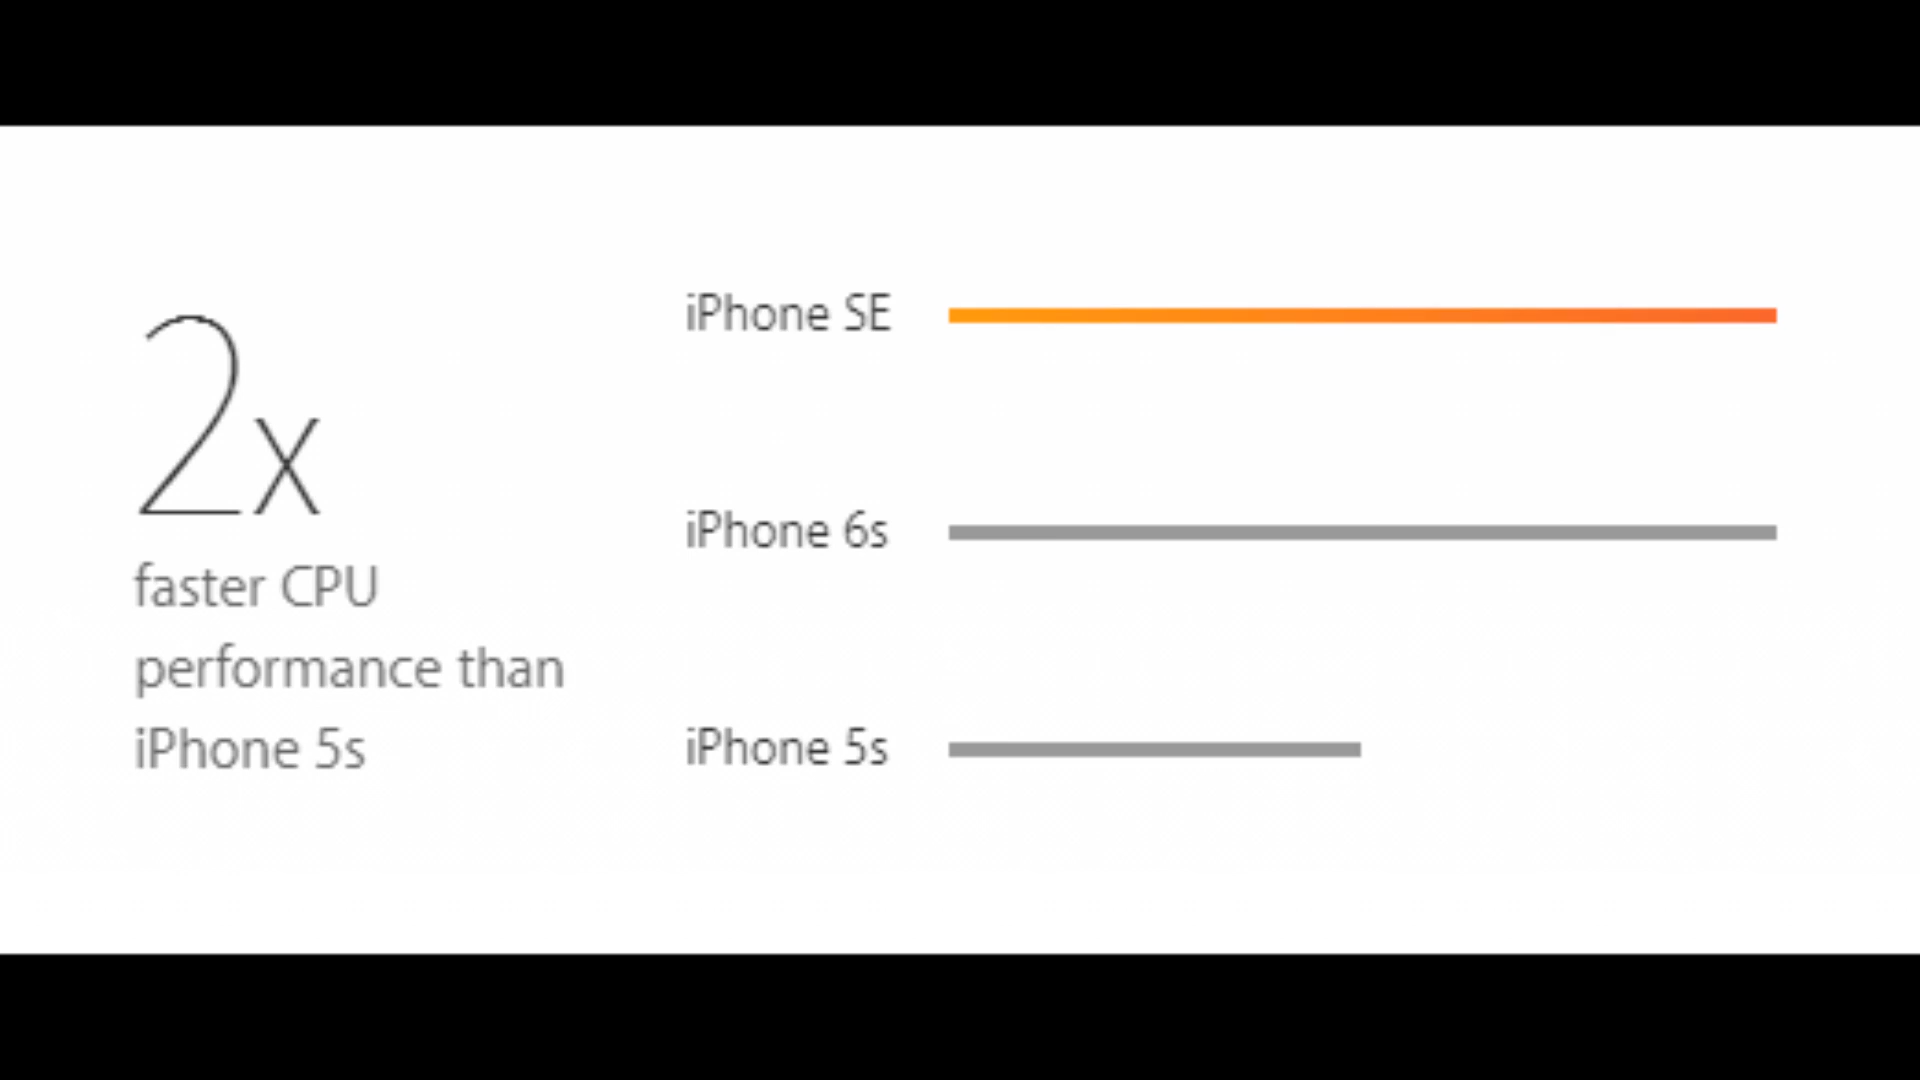 2x
faster CPU
performance than
iPhone 5s
iPhone SE
iPhone 6s
iPhone 5s